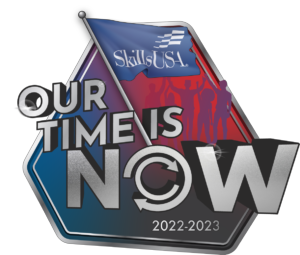 SkillsUSA.
OUR
TIME IS
NOW
2022-2023